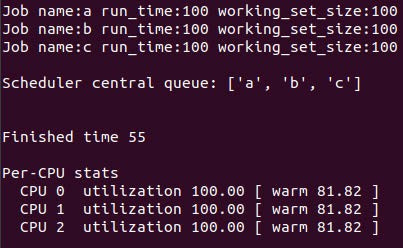 Job name:a run_time:100 working_set_size:100
Job name:b run_time:100 working_set_size:100
Job name:c run_time:100 working_set_size:100
Scheduler central queue: ['a', 'b', 'c']
Finished time 55
Per-CPU stats
CPU 0 utilization 100.00 [ warm 81.82 ]
CPU 1 utilization 100.00 [ warm 81.82 ]
CPU 2 utilization 100.00 [ warm 81.82 ]